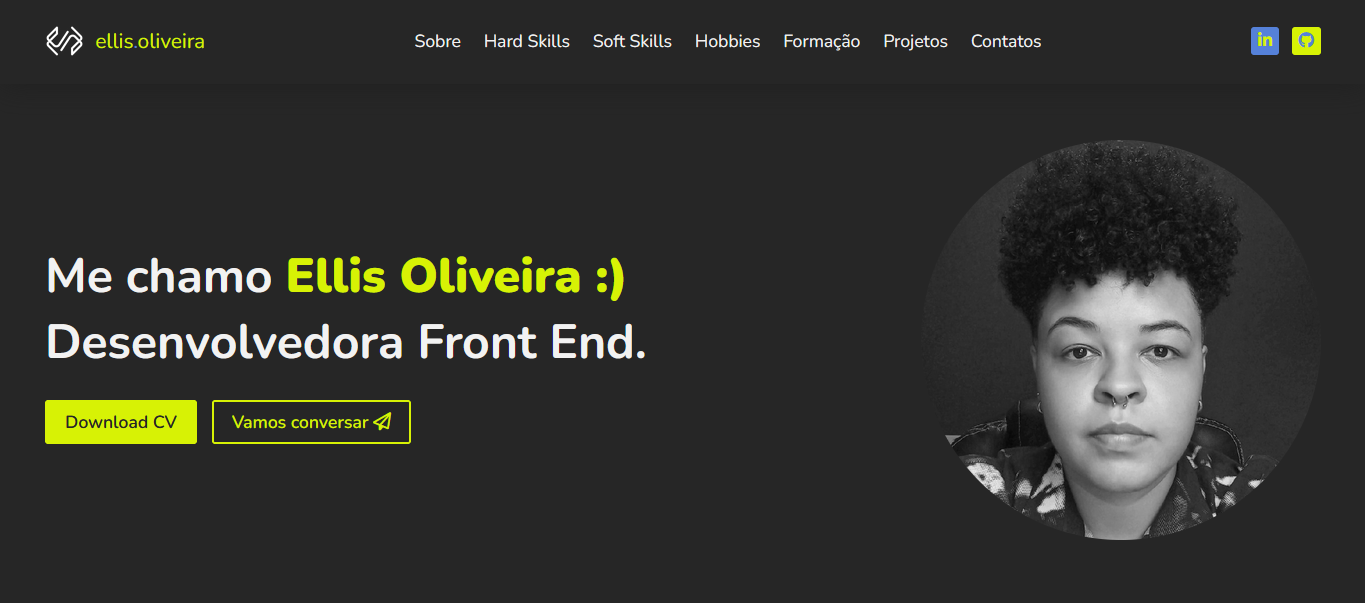 ellis.oliveira
Sobre Hard Skills Soft Skills Hobbies Formação Projetos Contatos
in
Me chamo Ellis Oliveira :)
Desenvolvedora Front End.
Download CV
Vamos conversar